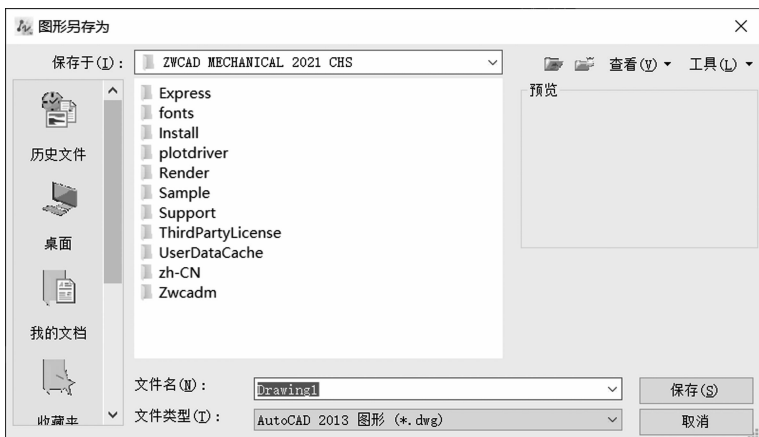 图形另存为
保存于(I): ZWCAD MECHANICAL 2021 CHS 查看(V) 工具(L)
历史文件
桌面
我的文档
收藏夹
Express
fonts
Install
plotdriver
Render
Sample
Support
ThirdPartyLicense
UserDataCache
zh-CN
Zwcadm
预览
文件名(N): Drawing1 保存(S)
文件类型(T): AutoCAD 2013 图形 (*.dwg) 取消